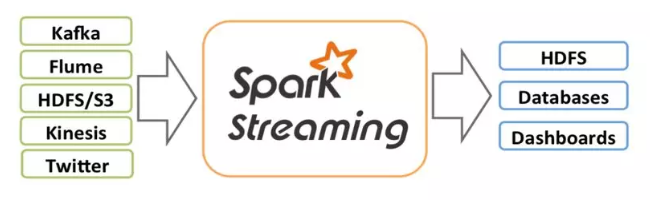 Kafka
Flume
HDFS/S3
Kinesis
Twitter
Spark
Streaming
HDFS
Databases
Dashboards